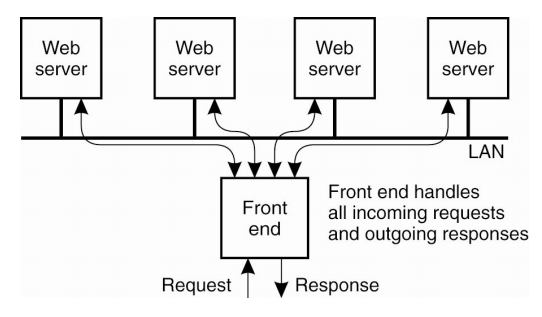 Web
server
Web
server
Web
server
Web
server
LAN
Front
end
Front end handles
all incoming requests
and outgoing responses
Request
Response